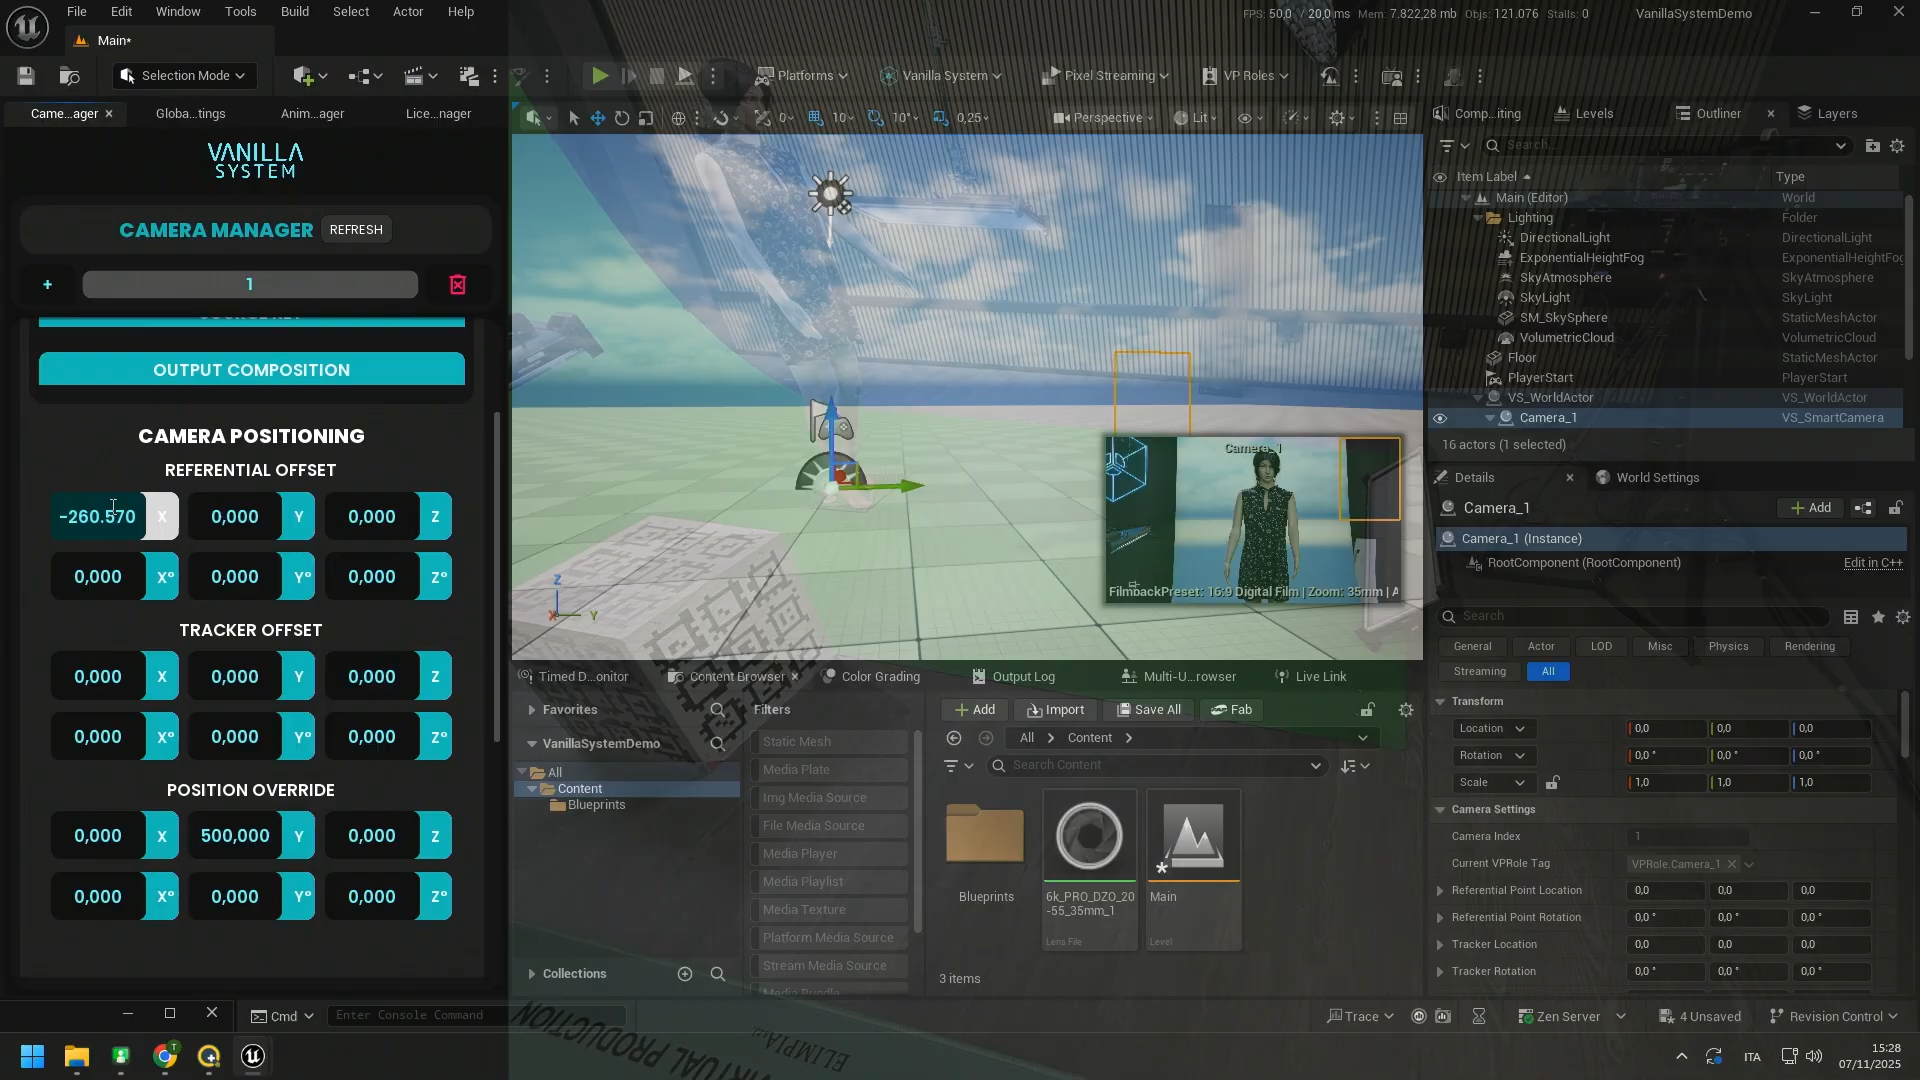 File Edit Window Tools Build Select Actor Help
FPS: 50,0 / 20,0 ms Mem: 7.822,28 mb Objs: 121.076 Stalls: 0 VanillaSystemDemo
Main*
Selection Mode
Platforms Vanilla System Pixel Streaming VP Roles
Came...ager Globa...tings Anim...ager Lice...nager
0 10 10° 0,25 Perspective Lit
Comp...iting Levels Outliner Layers
VANILLA
SYSTEM
Search...
Item Label Type
CAMERA MANAGER REFRESH
1
Main (Editor) World
Lighting Folder
DirectionalLight DirectionalLight
ExponentialHeightFog ExponentialHeightFog
SkyAtmosphere SkyAtmosphere
SkyLight SkyLight
SM_SkySphere StaticMeshActor
VolumetricCloud VolumetricCloud
Floor StaticMeshActor
PlayerStart PlayerStart
VS_WorldActor VS_WorldActor
Camera_1 VS_SmartCamera
16 actors (1 selected)
OUTPUT COMPOSITION
CAMERA POSITIONING
REFERENTIAL OFFSET
-260.570 X 0,000 Y 0,000 Z
0,000 X° 0,000 Y° 0,000 Z°
TRACKER OFFSET
0,000 X 0,000 Y 0,000 Z
0,000 X° 0,000 Y° 0,000 Z°
POSITION OVERRIDE
0,000 X 500,000 Y 0,000 Z
0,000 X° 0,000 Y° 0,000 Z°
Z
X Y
Camera_1
FilmbackPreset: 16:9 Digital Film | Zoom: 35mm | A
Details World Settings
Camera_1 Add
Camera_1 (Instance)
RootComponent (RootComponent) Edit in C++
Search
General Actor LOD Misc Physics Rendering
Streaming All
Transform
Location 0,0 0,0 0,0
Rotation 0,0 ° 0,0 ° 0,0 °
Scale 1,0 1,0 1,0
Camera Settings
Camera Index 1
Current VPRole Tag VPRole.Camera_1
Referential Point Location 0,0 0,0 0,0
Referential Point Rotation 0,0 ° 0,0 ° 0,0 °
Tracker Location 0,0 0,0 0,0
Tracker Rotation 0,0 ° 0,0 ° 0,0 °
Timed D...onitor Content Browser Color Grading Output Log Multi-U...rowser Live Link
Favorites Filters Add Import Save All Fab
VanillaSystemDemo
All Content
All
Content
Blueprints
Search Content
Static Mesh
Media Plate
Img Media Source
File Media Source
Media Player
Media Playlist
Media Texture
Platform Media Source
Stream Media Source
Media Bundle
Blueprints
6k_PRO_DZO_20
-55_35mm_1
Lens File
Main
Level
3 items
Collections
Cmd Enter Console Command
Trace Zen Server 4 Unsaved Revision Control
VIRTUAL PRODUCTION
ITA
15:28
07/11/2025